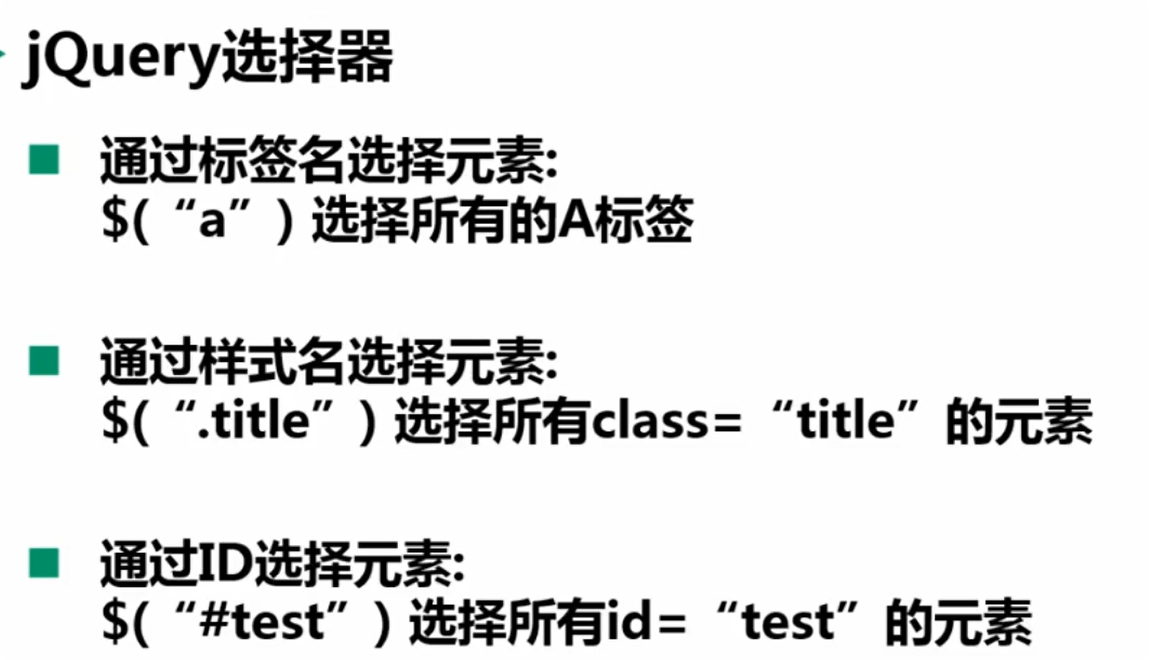 jQuery选择器
通过标签名选择元素:
$(“a”) 选择所有的A标签
通过样式名选择元素:
$(“.title”) 选择所有class=“title”的元素
通过ID选择元素:
$(“#test”) 选择所有id=“test”的元素